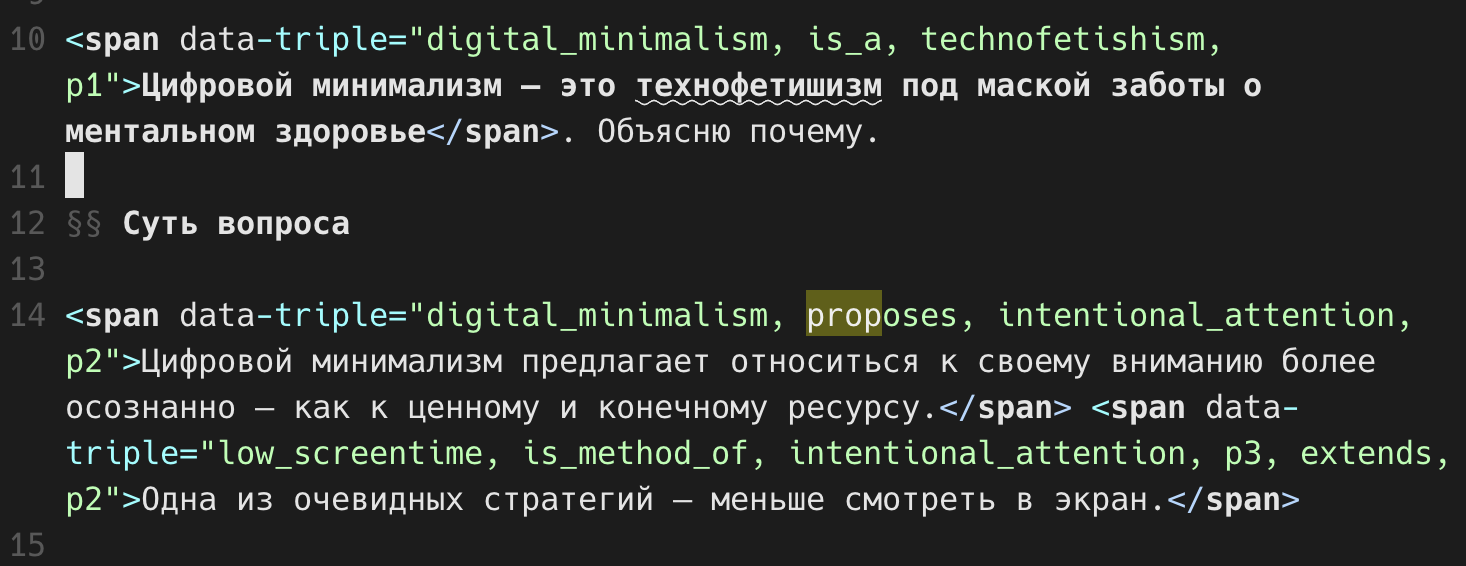 10 <span data-triple="digital_minimalism, is_a, technofetishism,
p1">Цифровой минимализм — это технофетишизм под маской заботы о
ментальном здоровье</span>. Объясню почему.
11
12 §§ Суть вопроса
13
14 <span data-triple="digital_minimalism, proposes, intentional_attention,
p2">Цифровой минимализм предлагает относиться к своему вниманию более
осознанно — как к ценному и конечному ресурсу.</span> <span data-
triple="low_screentime, is_method_of, intentional_attention, p3, extends,
p2">Одна из очевидных стратегий — меньше смотреть в экран.</span>
15